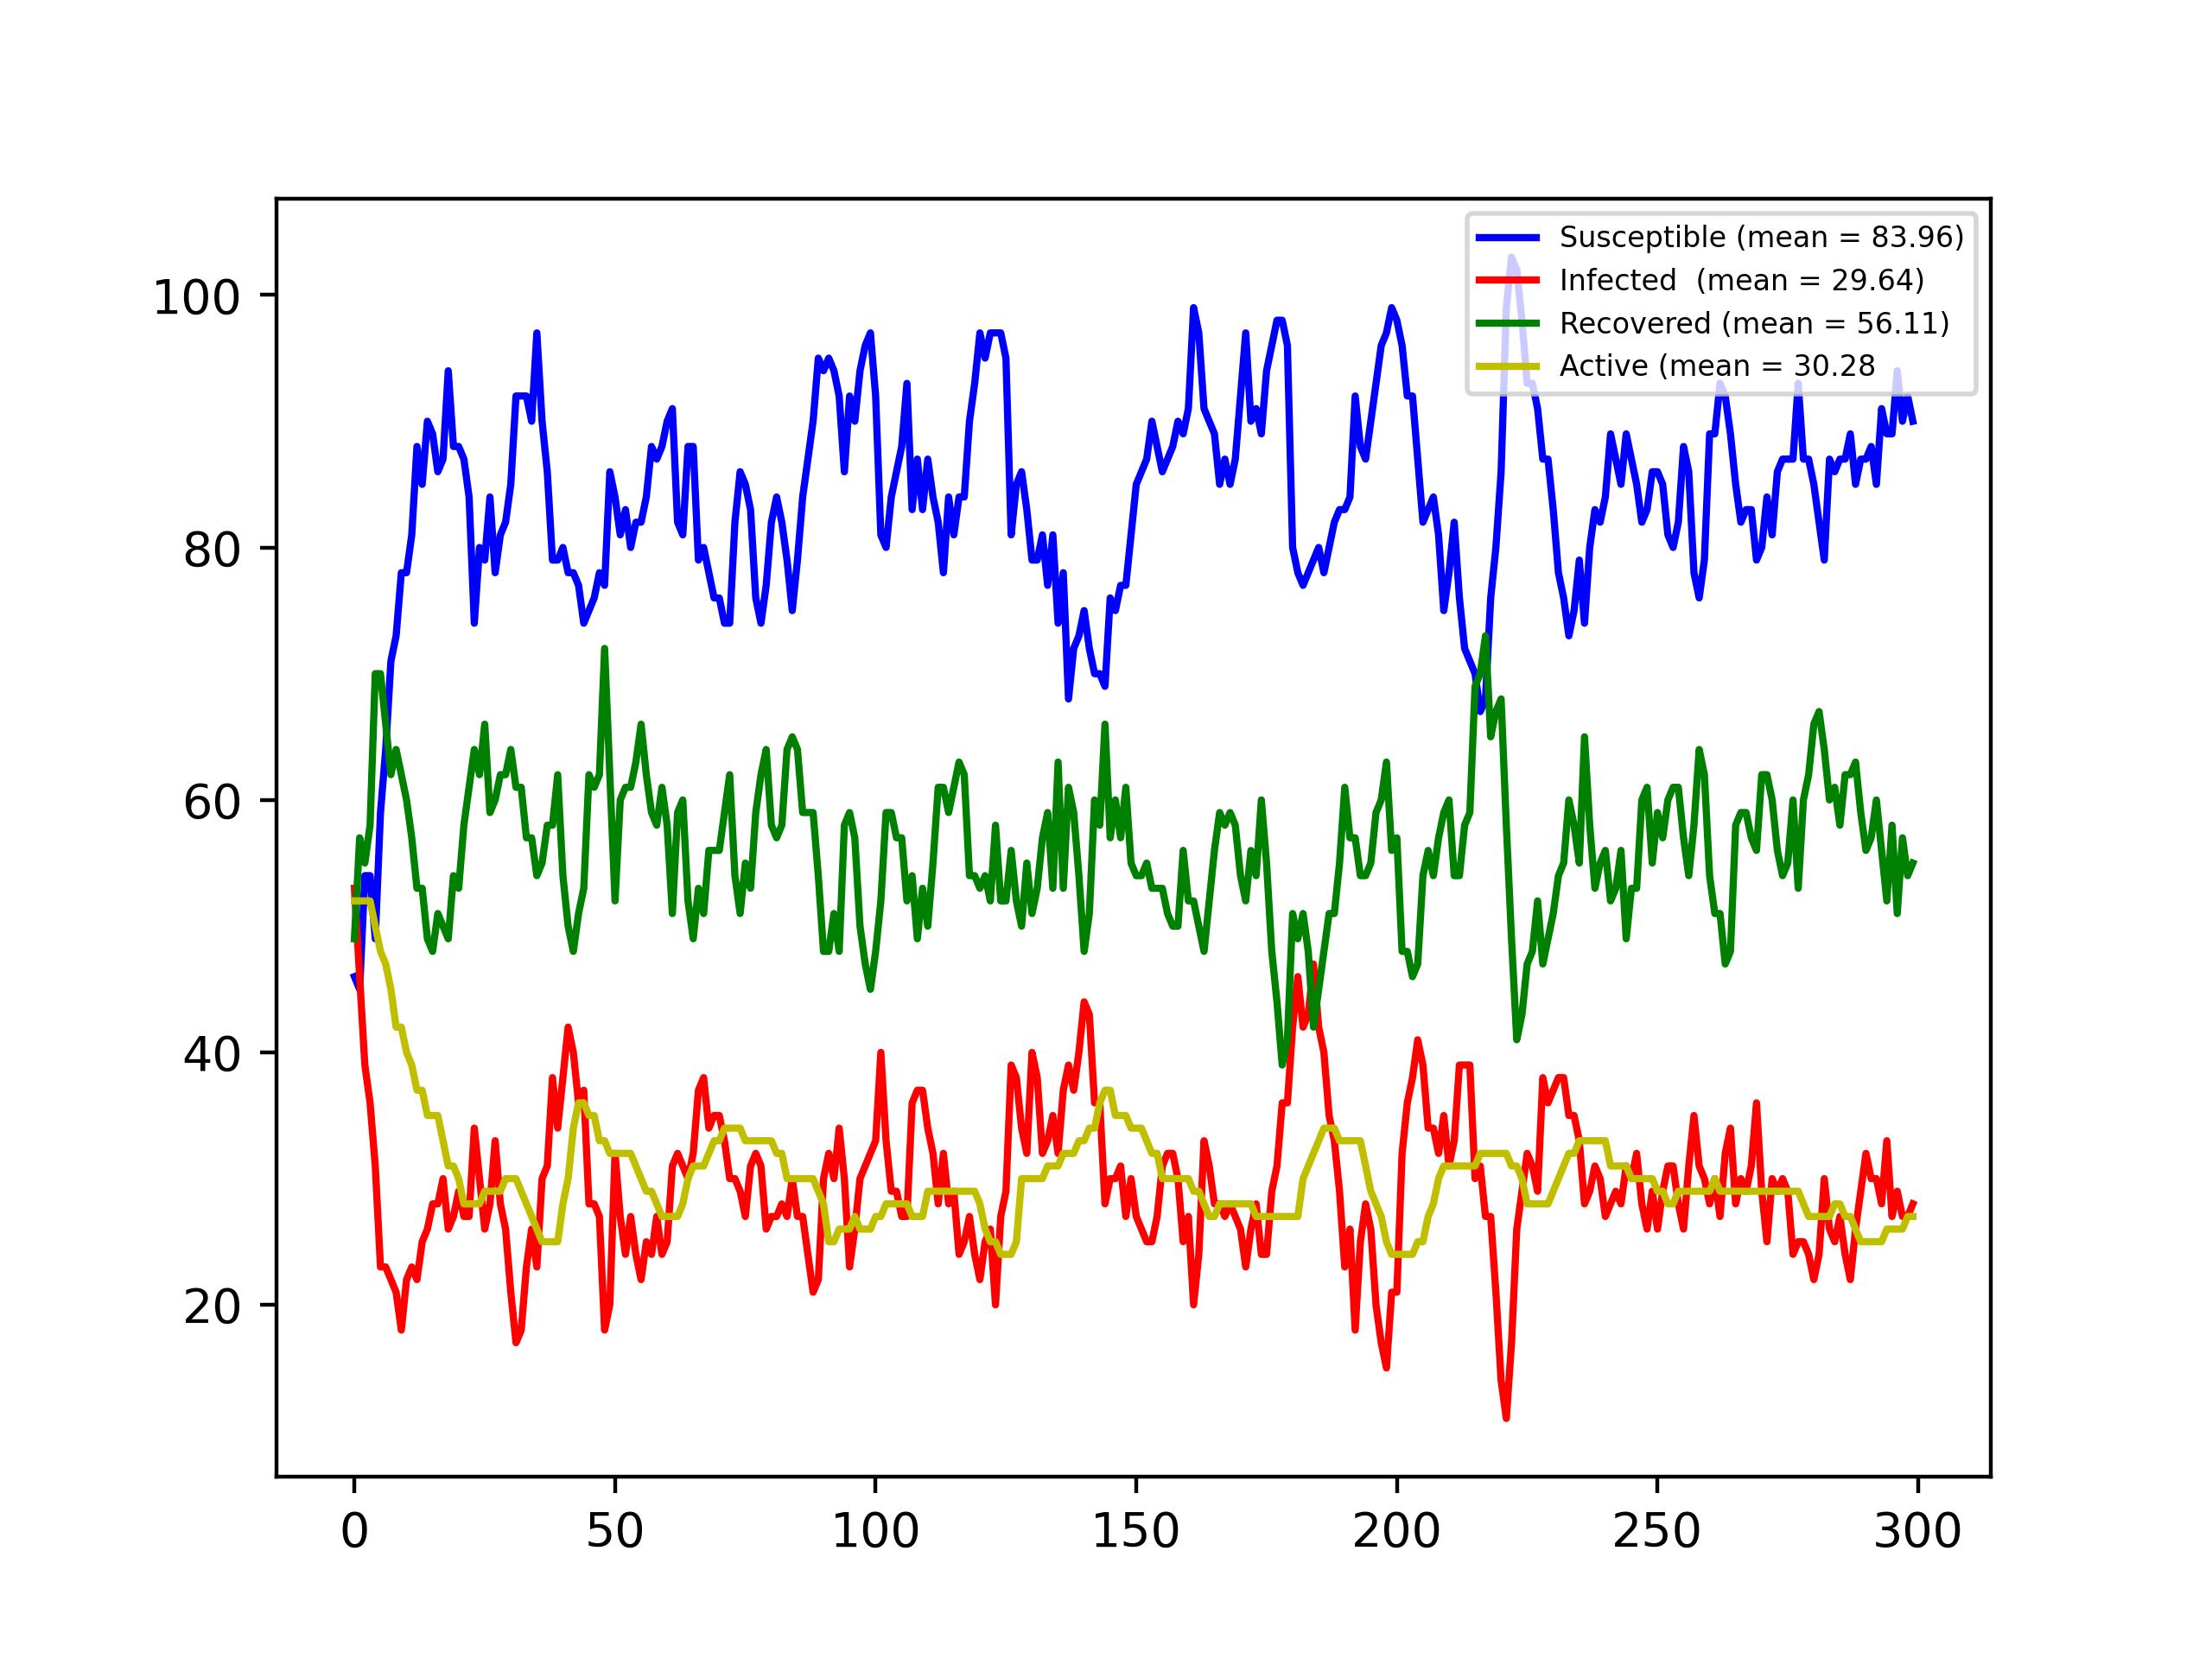 Susceptible (mean = 83.96)
Infected  (mean = 29.64)
Recovered (mean = 56.11)
Active (mean = 30.28
100
80
60
40
20
0 50 100 150 200 250 300